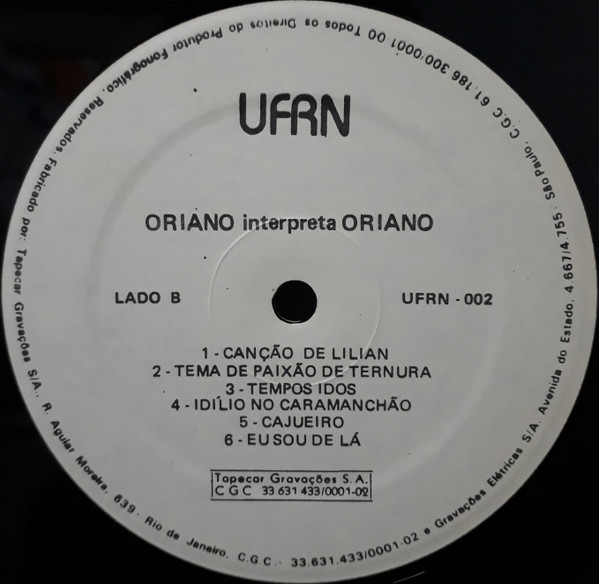 UFRN
ORIANO interpreta ORIANO
LADO B
UFRN - 002
1 - CANÇÃO DE LILIAN
2 - TEMA DE PAIXÃO DE TERNURA
3 - TEMPOS IDOS
4 - IDÍLIO NO CARAMANCHÃO
5 - CAJUEIRO
6 - EU SOU DE LÁ
Tapecar Gravações S.A.
CGC 33 631 433/0001-02
Todos os Direitos do Produtor Fonográfico, Reservados. Fabricado por: Tapecar Gravações S/A., R. Aguiar Moreira, 639 - Rio de Janeiro, C.G.C.- 33.631.433/0001-02 e Gravações Elétricas S/A. Avenida do Estado, 4.667/4.755 - São Paulo, C.G.C 61.186 300/0001 00